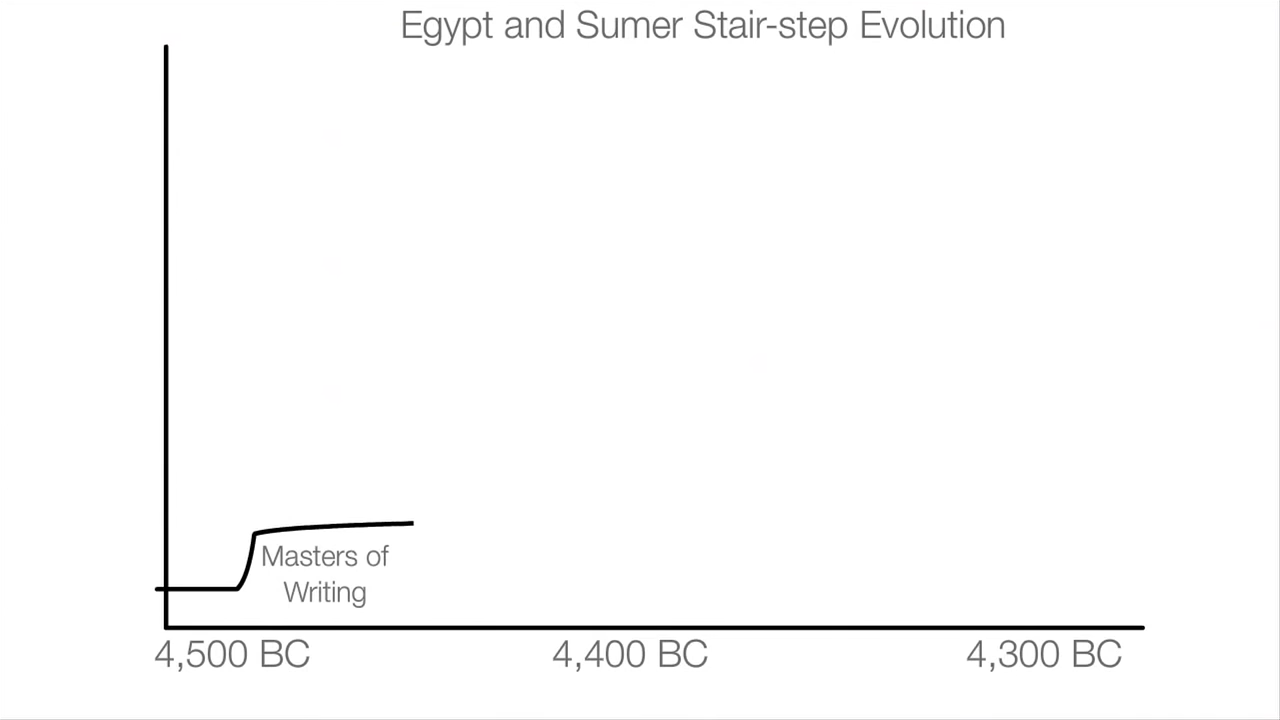 Egypt and Sumer Stair-step Evolution
Masters of
Writing
4,500 BC
4,400 BC
4,300 BC